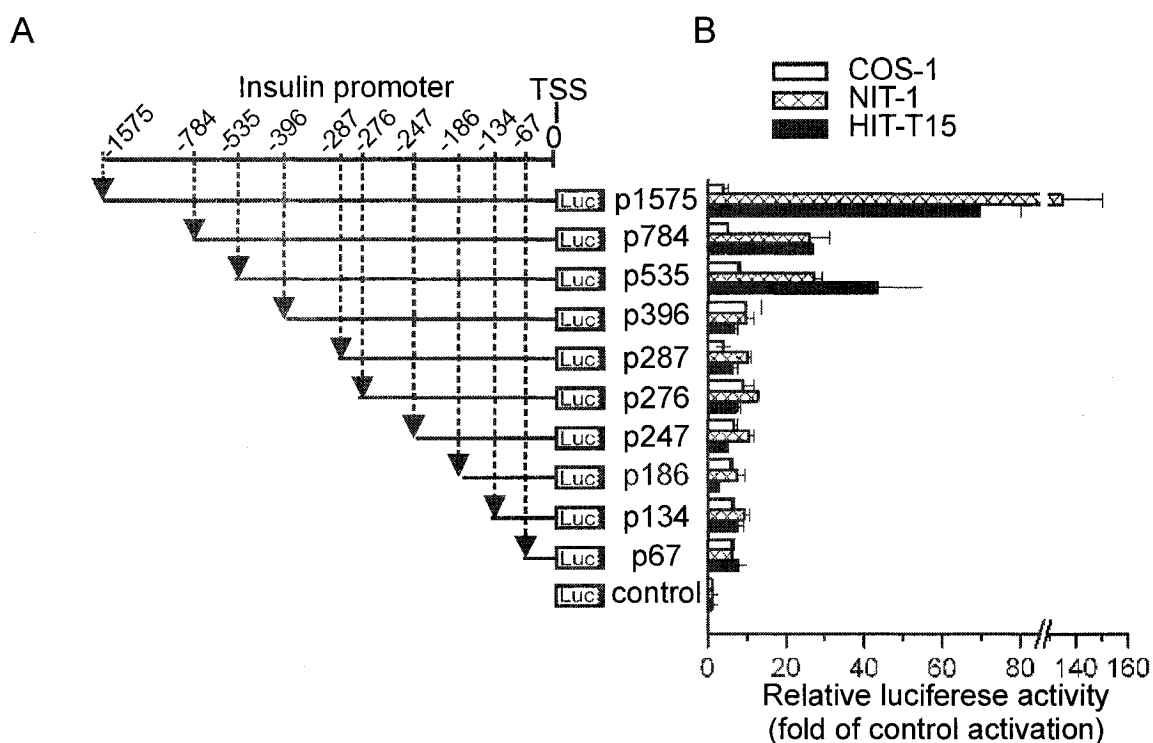 A
B
Insulin promoter
TSS
-1575
-784
-535
-396
-287
-276
-247
-186
-134
-67
0
COS-1
NIT-1
HIT-T15
Luc p1575
Luc p784
Luc p535
Luc p396
Luc p287
Luc p276
Luc p247
Luc p186
Luc p134
Luc p67
Luc control
0 20 40 60 80 140 160
Relative luciferese activity
(fold of control activation)